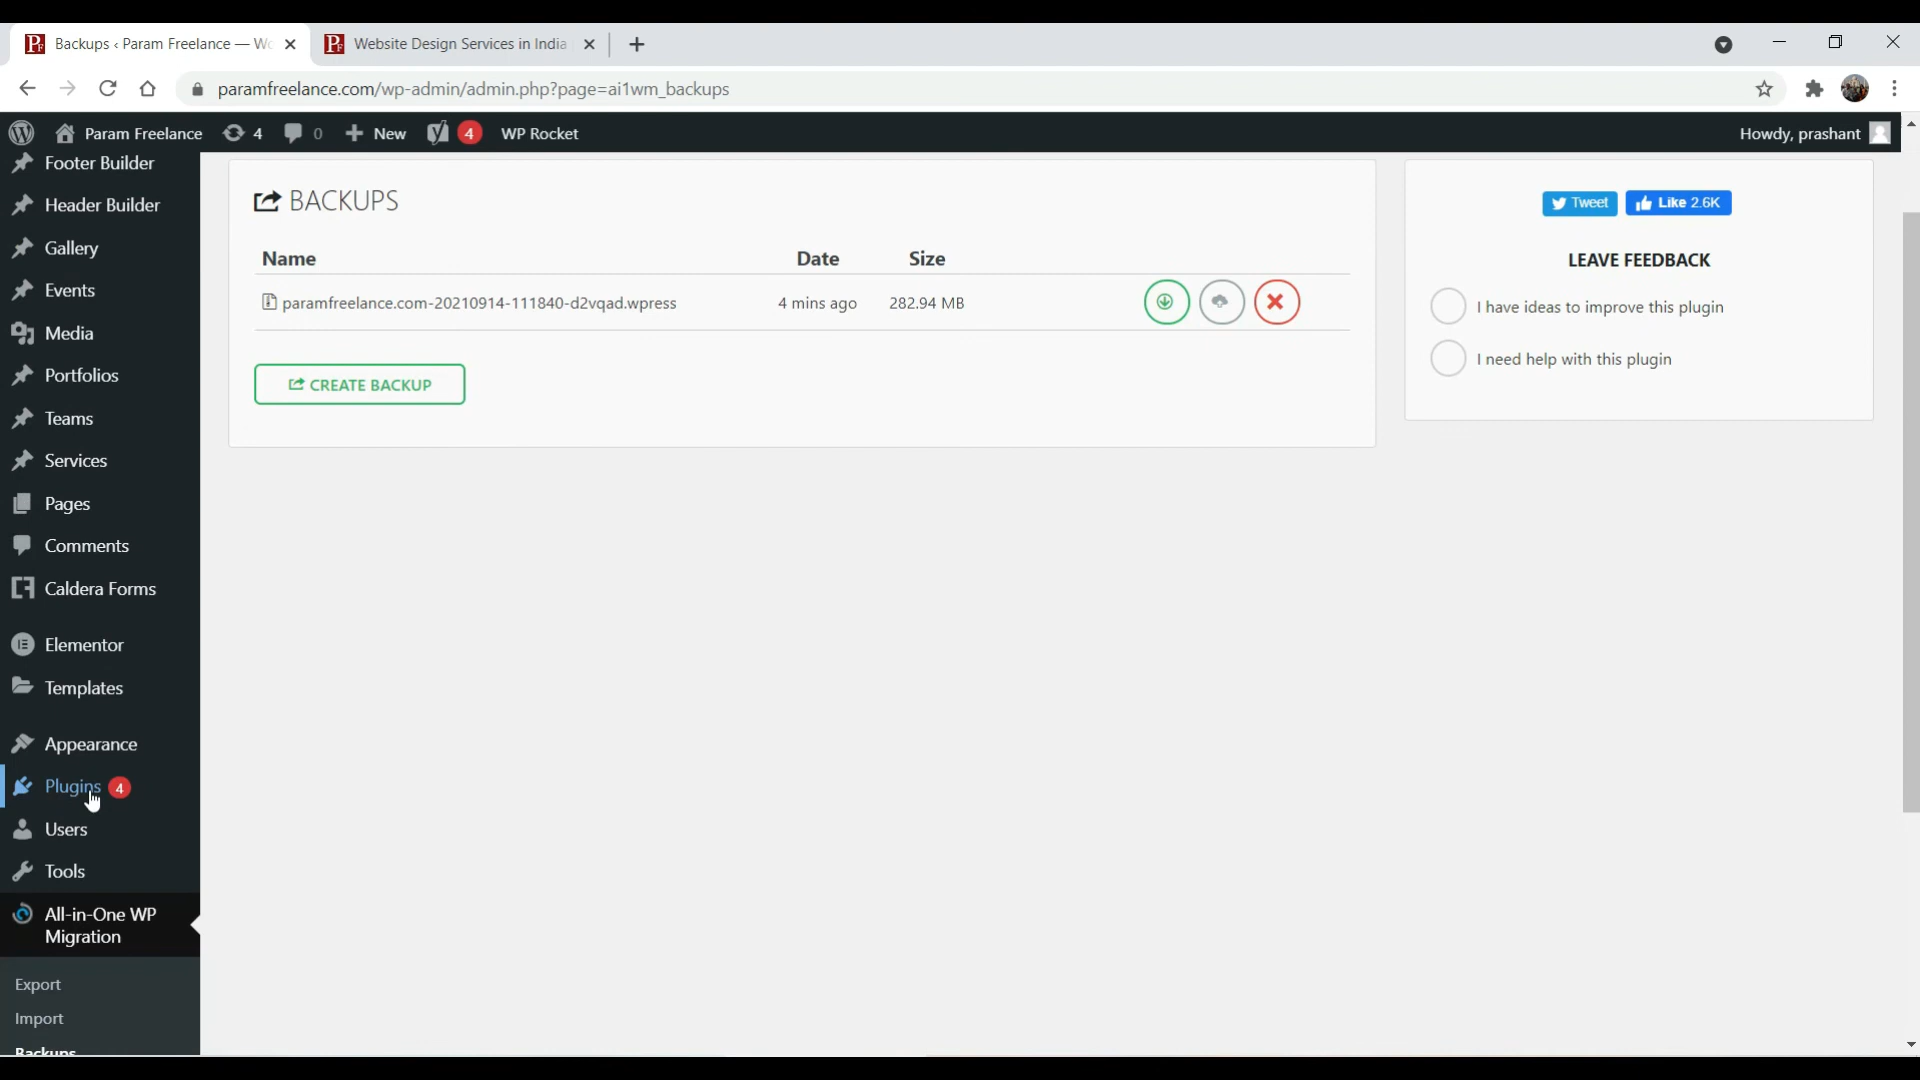 Backups ‹ Param Freelance — Wo
Website Design Services in India
paramfreelance.com/wp-admin/admin.php?page=ai1wm_backups
Param Freelance 4 0 New 4 WP Rocket Howdy, prashant
Footer Builder
Header Builder
Gallery
Events
Media
Portfolios
Teams
Services
Pages
Comments
Caldera Forms
Elementor
Templates
Appearance
Plugins 4
Users
Tools
All-in-One WP
Migration
Export
Import
Backups
BACKUPS
Name Date Size
paramfreelance.com-20210914-111840-d2vqad.wpress 4 mins ago 282.94 MB
CREATE BACKUP
Tweet Like 2.6K
LEAVE FEEDBACK
I have ideas to improve this plugin
I need help with this plugin